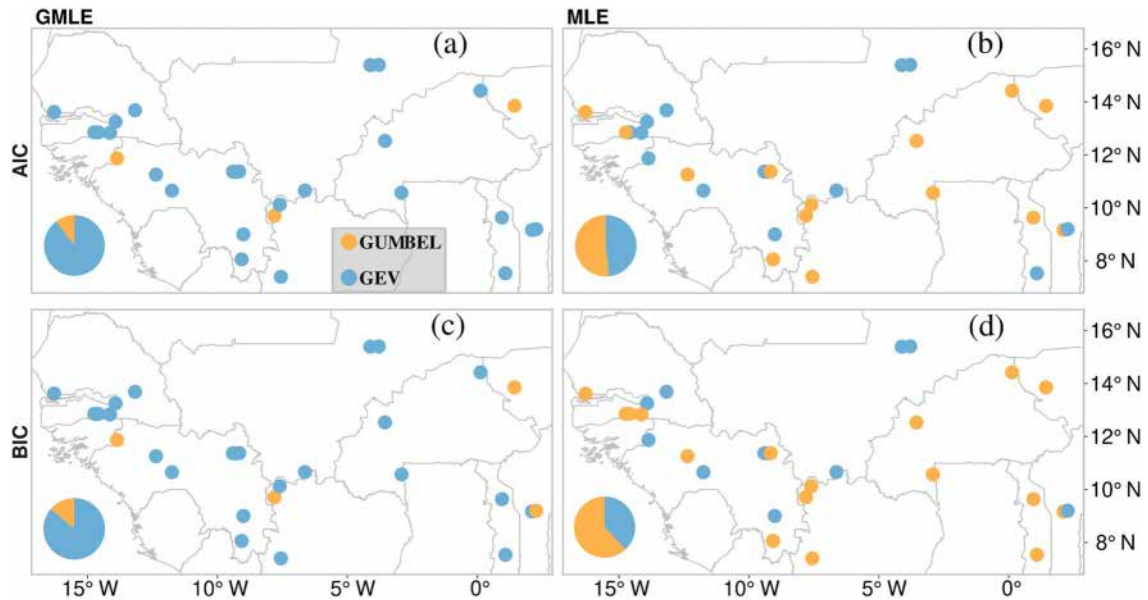 GMLE MLE
(a) (b)
16° N
14° N
12° N
AIC
10° N
GUMBEL
GEV
8° N
(c) (d)
16° N
14° N
12° N
BIC
10° N
8° N
15° W 10° W 5° W 0° 15° W 10° W 5° W 0°